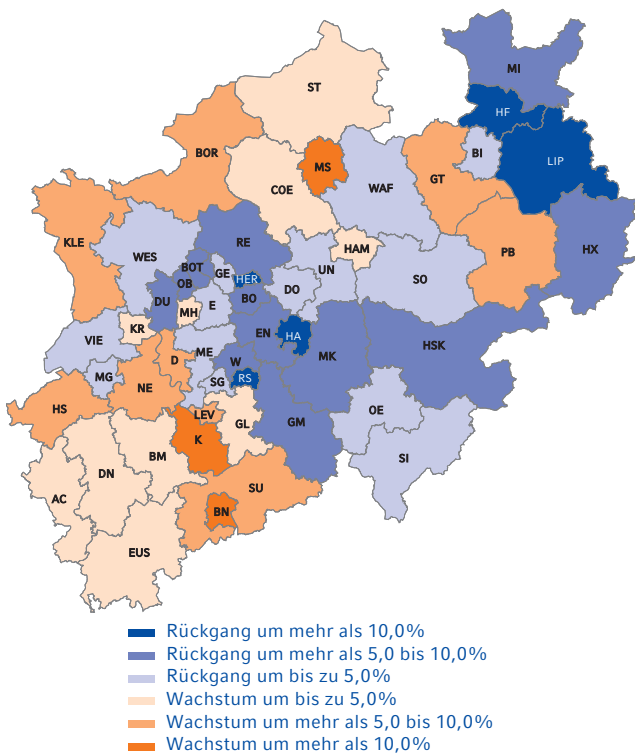 MI
ST
HF
BOR
MS
BI
LIP
GT
WAF
COE
KLE
RE
HAM
PB
HX
WES
BOT
GE
UN
SO
HER
OB
DO
DU
E
BO
MH
KR
EN
HA
VIE
ME
HSK
D
W
MK
MG
SG
RS
NE
HS
LEV
OE
GL
GM
K
BM
SI
DN
SU
AC
BN
EUS
Rückgang um mehr als 10,0%
Rückgang um mehr als 5,0 bis 10,0%
Rückgang um bis zu 5,0%
Wachstum um bis zu 5,0%
Wachstum um mehr als 5,0 bis 10,0%
Wachstum um mehr als 10,0%